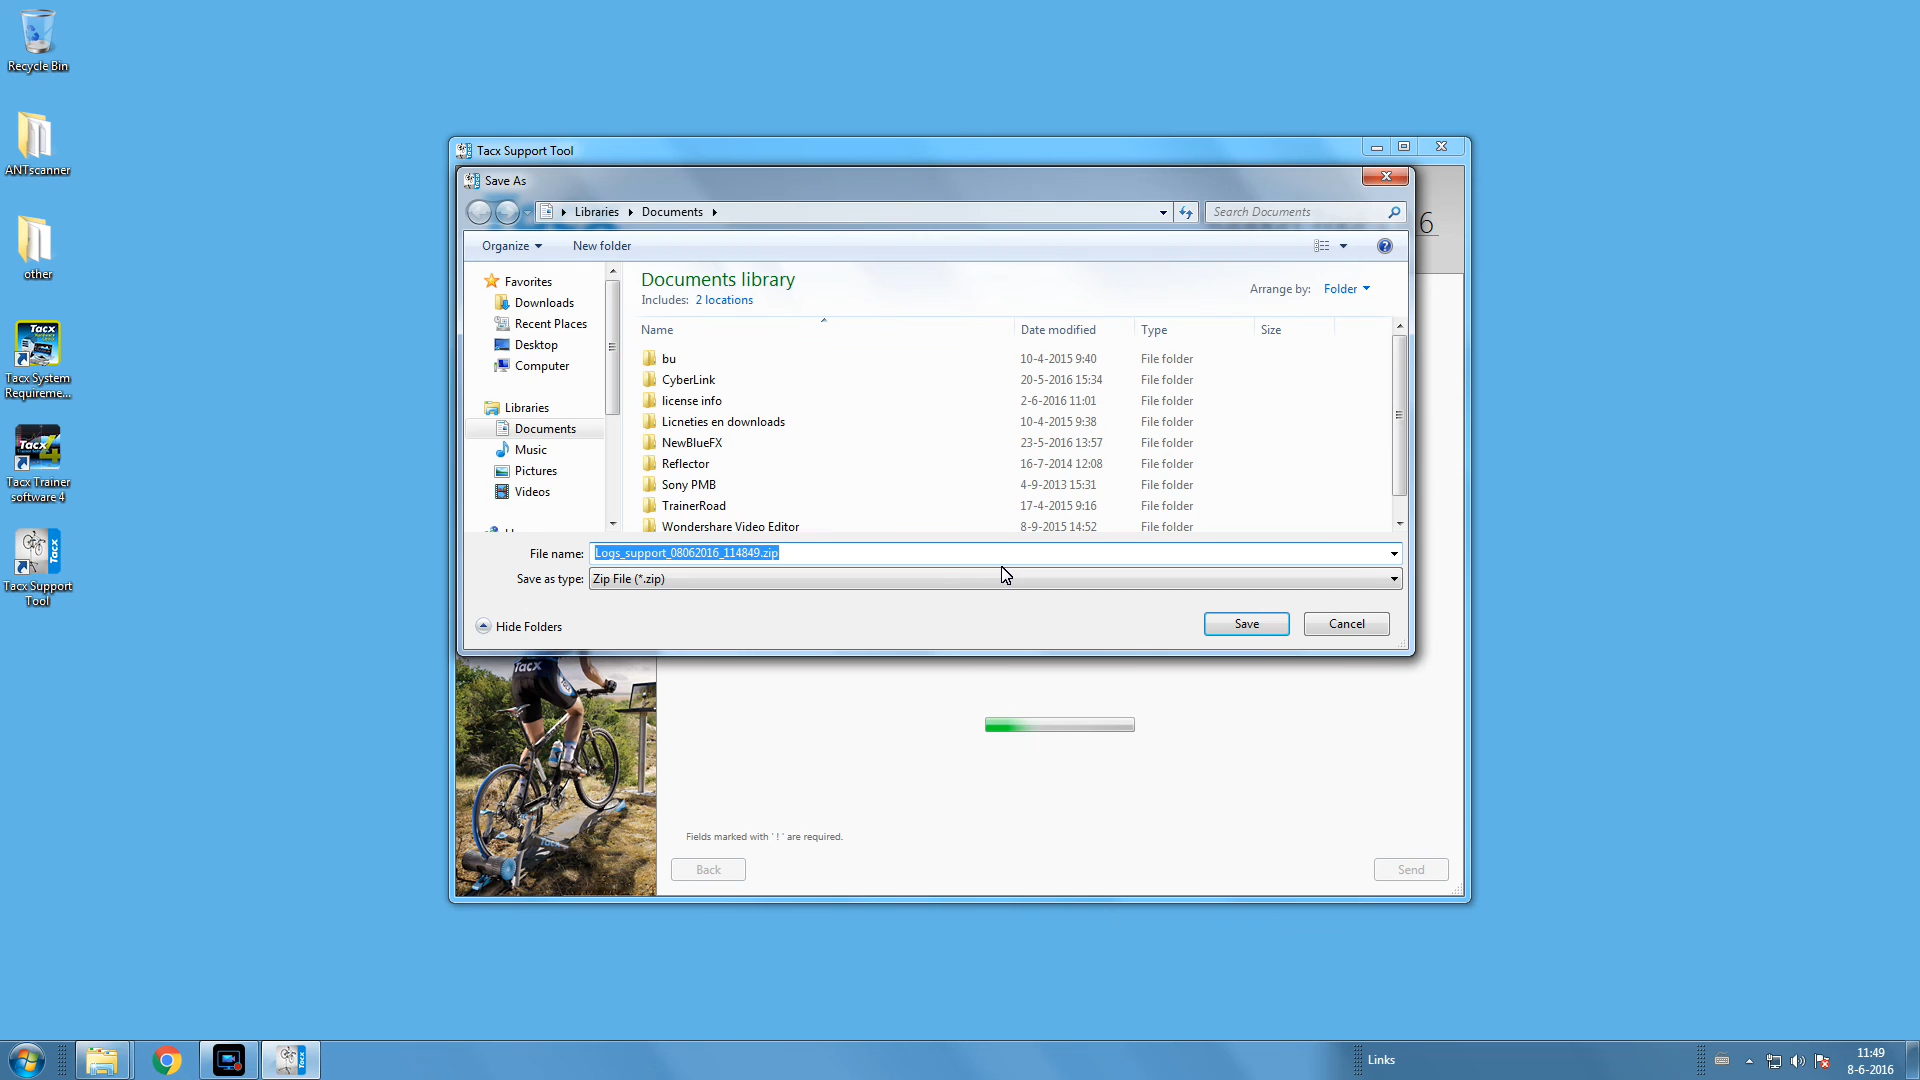 Recycle Bin
ANTscanner
other
Tacx System
Requireme...
Tacx Trainer
software 4
Tacx Support
Tool
Tacx Support Tool
Save As
Libraries
Documents
Search Documents
6
Organize
New folder
Favorites
Downloads
Recent Places
Desktop
Computer
Libraries
Documents
Music
Pictures
Videos
Documents library
Includes: 2 locations
Arrange by: Folder
Name Date modified Type Size
bu 10-4-2015 9:40 File folder
CyberLink 20-5-2016 15:34 File folder
license info 2-6-2016 11:01 File folder
Licneties en downloads 10-4-2015 9:38 File folder
NewBlueFX 23-5-2016 13:57 File folder
Reflector 16-7-2014 12:08 File folder
Sony PMB 4-9-2013 15:31 File folder
TrainerRoad 17-4-2015 9:16 File folder
Wondershare Video Editor 8-9-2015 14:52 File folder
File name: Logs_support_08062016_114849.zip
Save as type: Zip File (*.zip)
Hide Folders
Save
Cancel
Tacx
Fields marked with ' ! ' are required.
Back
Send
Links
11:49
8-6-2016